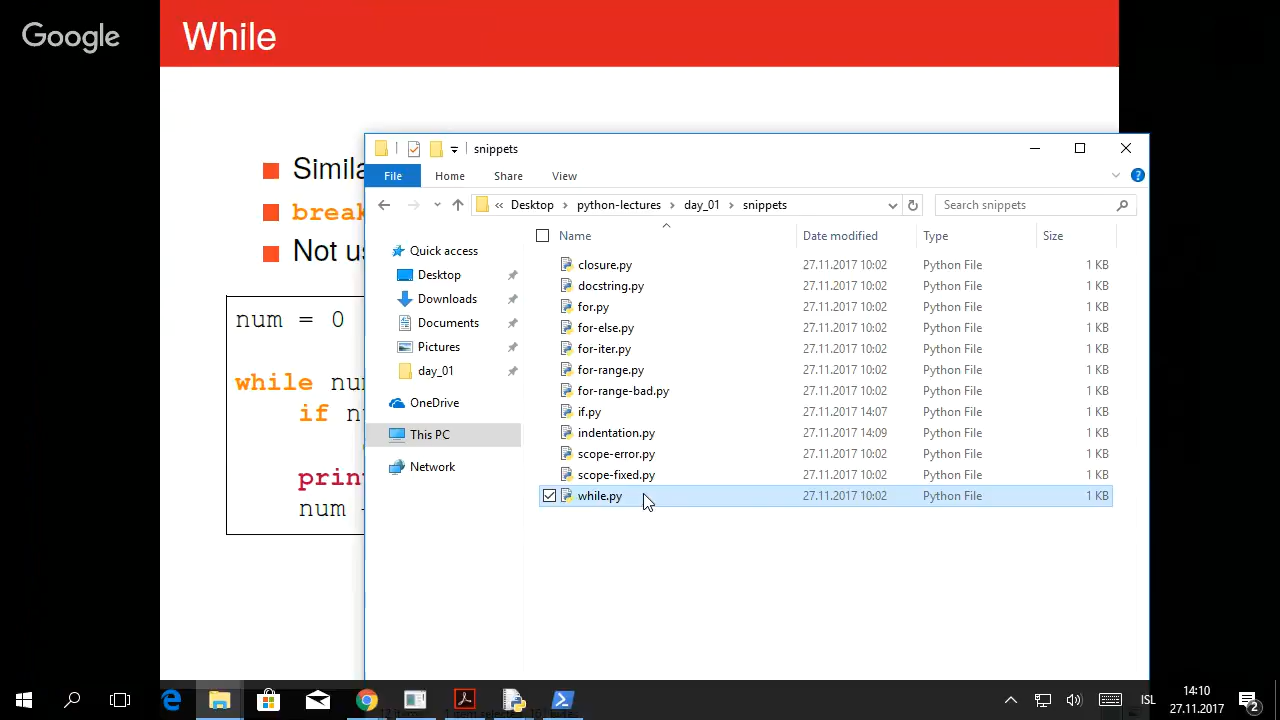 Google
While
Simila
break
Not us
num = 0
while num
if nu
print
num
snippets
File
Home
Share
View
« Desktop > python-lectures > day_01 > snippets
Search snippets
Name
Date modified
Type
Size
Quick access
Desktop
Downloads
Documents
Pictures
day_01
OneDrive
This PC
Network
closure.py 27.11.2017 10:02 Python File 1 KB
docstring.py 27.11.2017 10:02 Python File 1 KB
for.py 27.11.2017 10:02 Python File 1 KB
for-else.py 27.11.2017 10:02 Python File 1 KB
for-iter.py 27.11.2017 10:02 Python File 1 KB
for-range.py 27.11.2017 10:02 Python File 1 KB
for-range-bad.py 27.11.2017 10:02 Python File 1 KB
if.py 27.11.2017 14:07 Python File 1 KB
indentation.py 27.11.2017 14:09 Python File 1 KB
scope-error.py 27.11.2017 10:02 Python File 1 KB
scope-fixed.py 27.11.2017 10:02 Python File 1 KB
while.py 27.11.2017 10:02 Python File 1 KB
ISL
14:10
27.11.2017
2